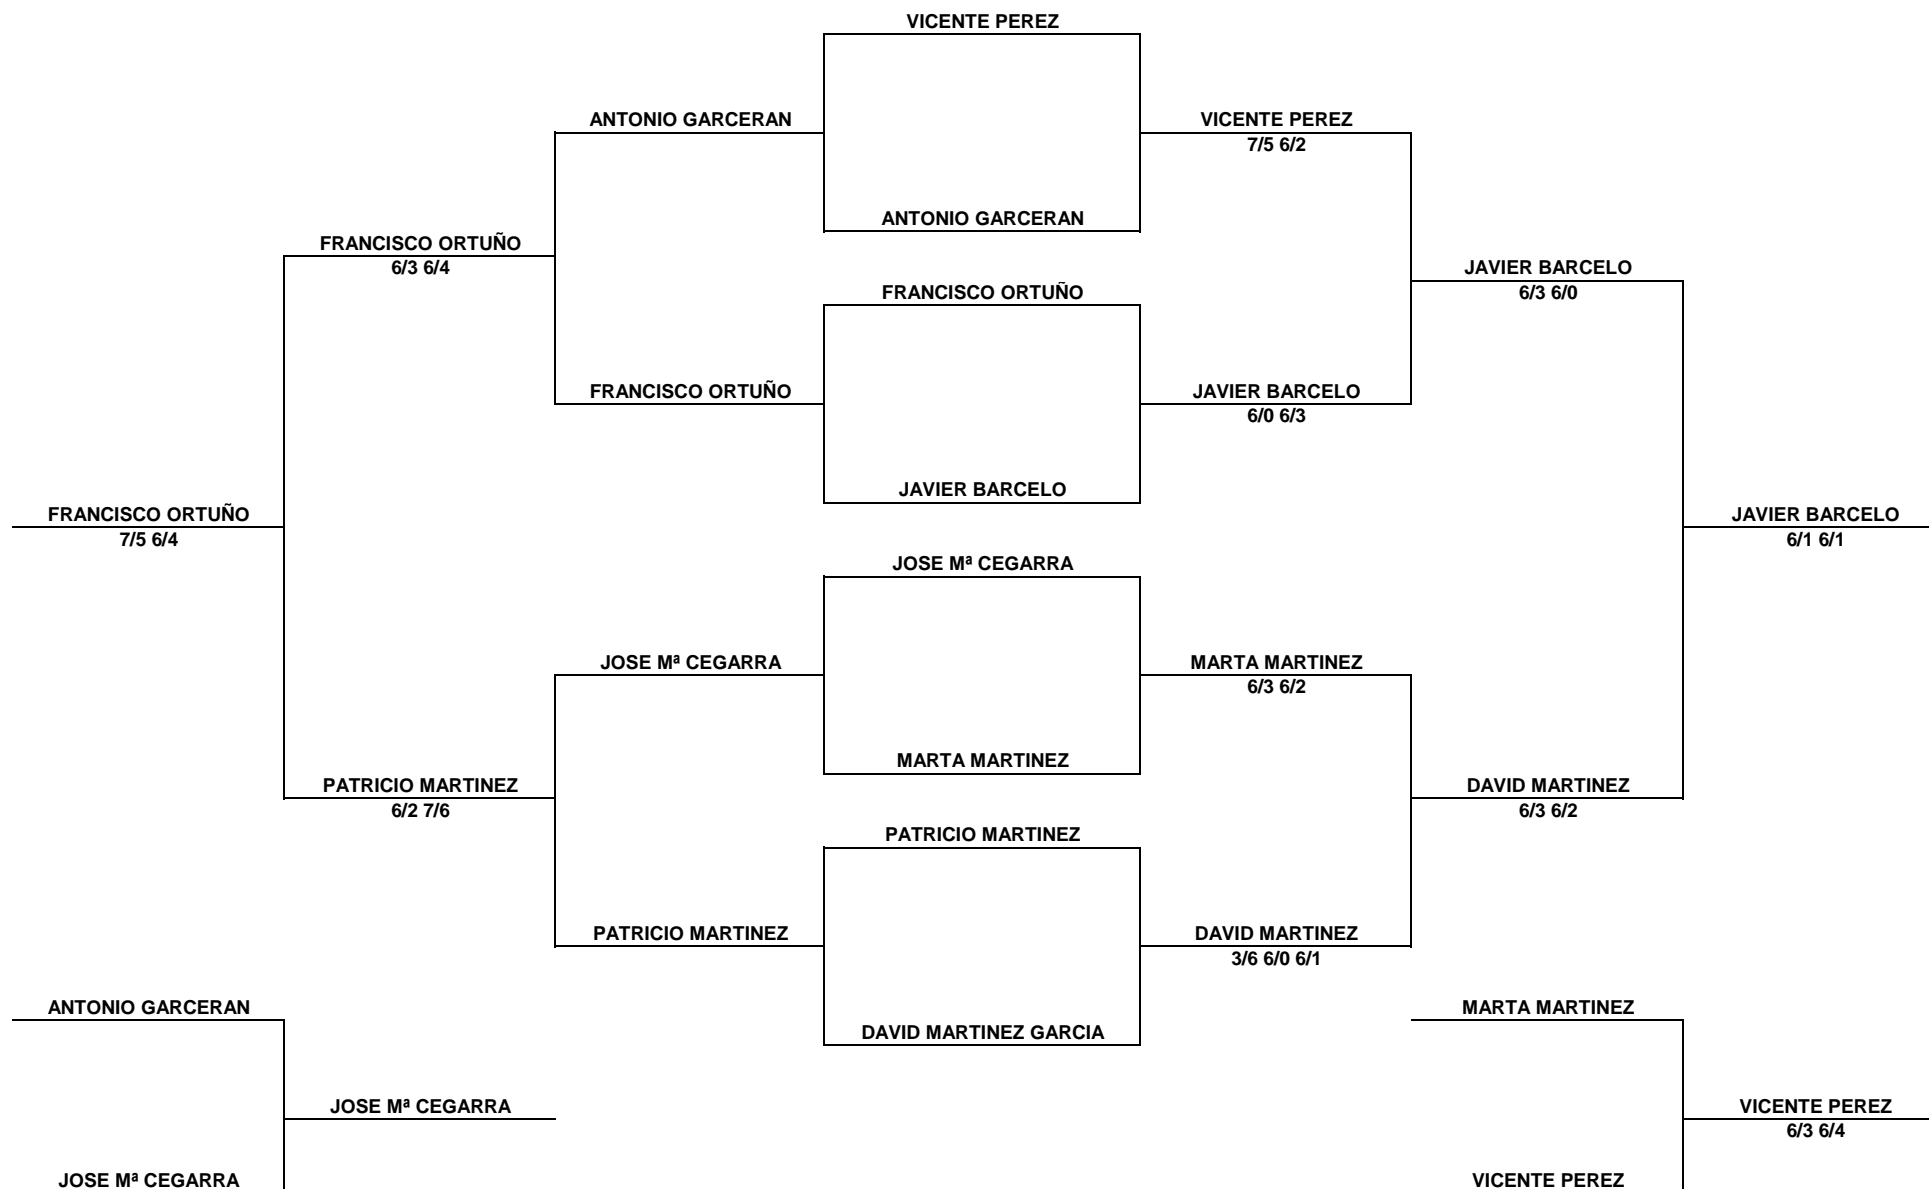 VICENTE PEREZ
ANTONIO GARCERAN
VICENTE PEREZ
7/5 6/2
ANTONIO GARCERAN
FRANCISCO ORTUÑO
6/3 6/4
JAVIER BARCELO
6/3 6/0
FRANCISCO ORTUÑO
FRANCISCO ORTUÑO
JAVIER BARCELO
6/0 6/3
JAVIER BARCELO
FRANCISCO ORTUÑO
7/5 6/4
JAVIER BARCELO
6/1 6/1
JOSE Mª CEGARRA
JOSE Mª CEGARRA
MARTA MARTINEZ
6/3 6/2
MARTA MARTINEZ
PATRICIO MARTINEZ
6/2 7/6
DAVID MARTINEZ
6/3 6/2
PATRICIO MARTINEZ
PATRICIO MARTINEZ
DAVID MARTINEZ
3/6 6/0 6/1
ANTONIO GARCERAN
MARTA MARTINEZ
DAVID MARTINEZ GARCIA
JOSE Mª CEGARRA
VICENTE PEREZ
6/3 6/4
JOSE Mª CEGARRA
VICENTE PEREZ